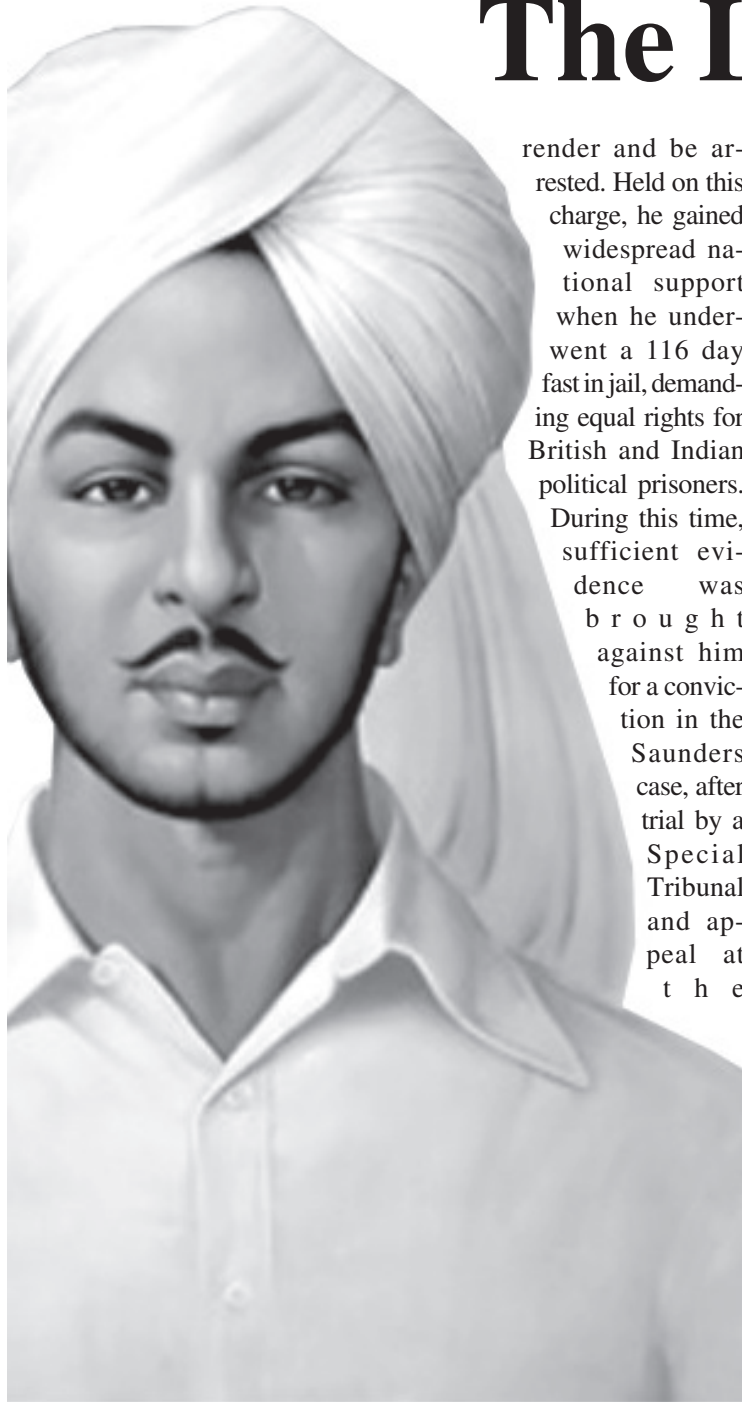 The L
render and be ar-
rested. Held on this
charge, he gained
widespread na-
tional support
when he under-
went a 116 day
fast in jail, demand-
ing equal rights for
British and Indian
political prisoners.
During this time,
sufficient evi-
dence was
brought
against him
for a convic-
tion in the
Saunders
case, after
trial by a
Special
Tribunal
and ap-
peal at
the